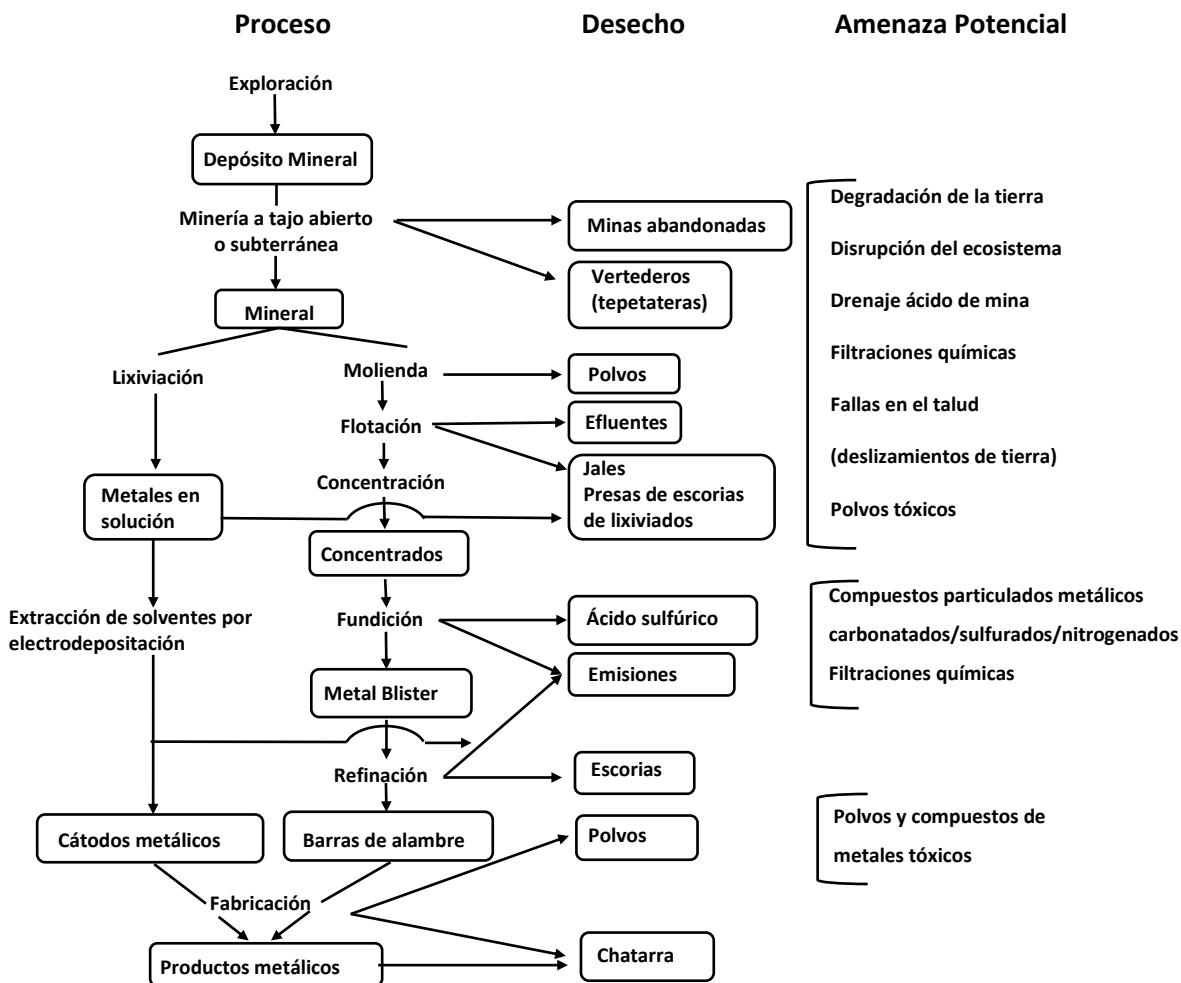 Proceso
Desecho
Amenaza Potencial
Exploración
Depósito Mineral
Minería a tajo abierto
o subterránea
Mineral
Lixiviación
Molienda
Flotación
Concentración
Metales en
solución
Concentrados
Extracción de solventes por
electrodepositación
Fundición
Metal Blister
Refinación
Cátodos metálicos
Barras de alambre
Fabricación
Productos metálicos
Minas abandonadas
Vertederos
(tepetateras)
Polvos
Efluentes
Jales
Presas de escorias
de lixiviados
Ácido sulfúrico
Emisiones
Escorias
Polvos
Chatarra
Degradación de la tierra
Disrupción del ecosistema
Drenaje ácido de mina
Filtraciones químicas
Fallas en el talud
(deslizamientos de tierra)
Polvos tóxicos
Compuestos particulados metálicos
carbonatados/sulfurados/nitrogenados
Filtraciones químicas
Polvos y compuestos de
metales tóxicos